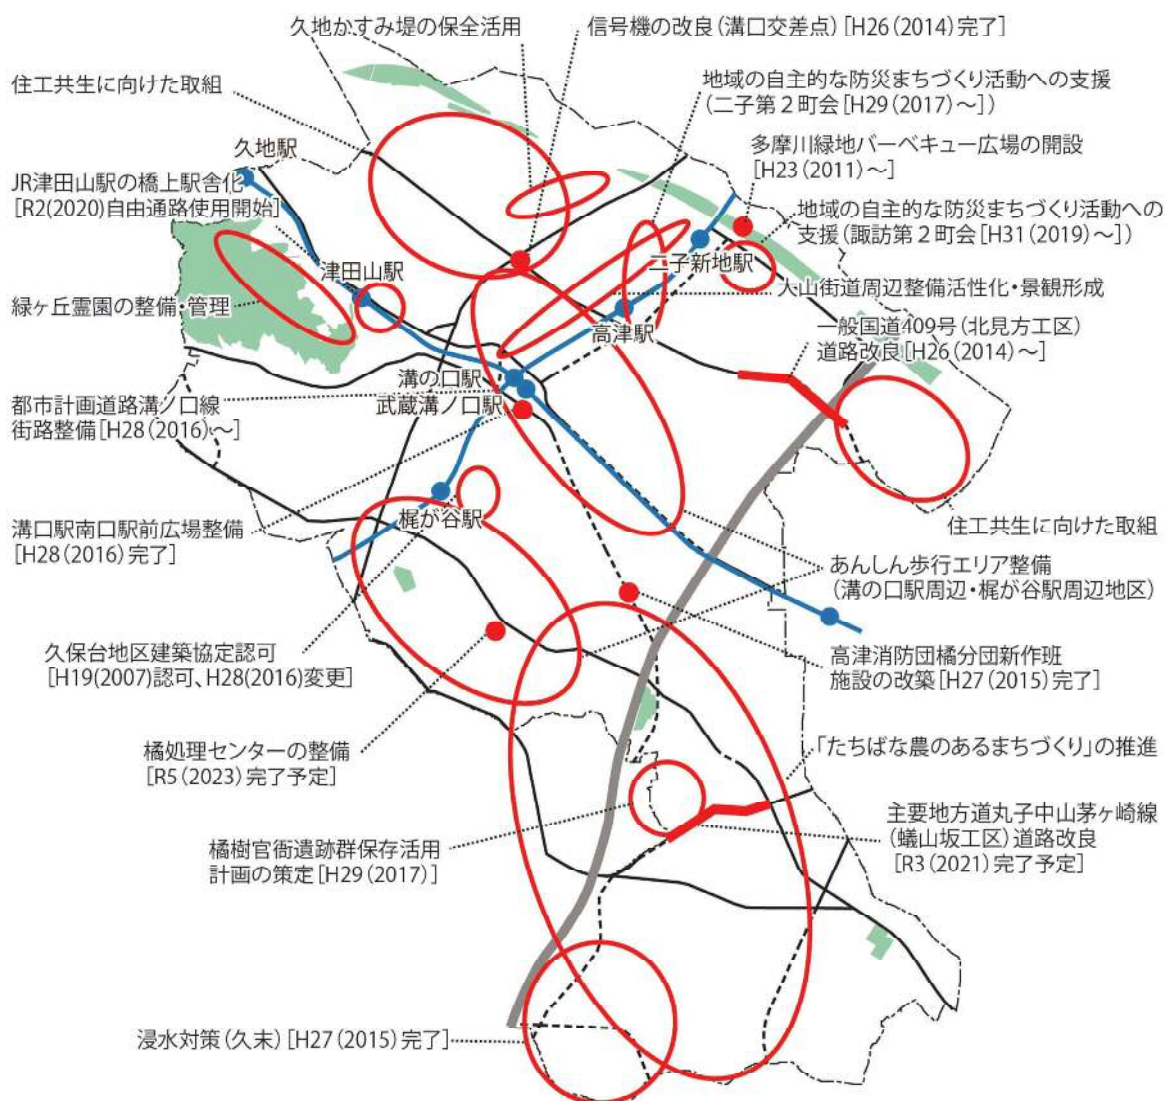 久地かすみ堤の保全活用
信号機の改良(溝口交差点) [H26(2014)完了]
住工共生に向けた取組
地域の自主的な防災まちづくり活動への支援
(二子第2町会[H29(2017)～])
久地駅
多摩川緑地バーベキュー広場の開設
[H23(2011)～]
JR津田山駅の橋上駅舎化
[R2(2020)自由通路使用開始]
地域の自主的な防災まちづくり活動への
支援(諏訪第2町会[H31(2019)～])
津田山駅
二子新地駅
緑ヶ丘霊園の整備・管理
大山街道周辺整備活性化・景観形成
高津駅
一般国道409号(北見方工区)
道路改良[H26(2014)～]
溝の口駅
武蔵溝ノ口駅
都市計画道路溝ノ口線
街路整備[H28(2016)～]
梶が谷駅
溝口駅南口駅前広場整備
[H28(2016)完了]
住工共生に向けた取組
あんしん歩行エリア整備
(溝の口駅周辺・梶が谷駅周辺地区)
久保台地区建築協定認可
[H19(2007)認可、H28(2016)変更]
高津消防団橘分団新作班
施設の改築[H27(2015)完了]
橘処理センターの整備
[R5(2023)完了予定]
「たちばな農のあるまちづくり」の推進
主要地方道丸子中山茅ヶ崎線
(蟻山坂工区)道路改良
[R3(2021)完了予定]
橘樹官衙遺跡群保存活用
計画の策定[H29(2017)]
浸水対策(久末)[H27(2015)完了]